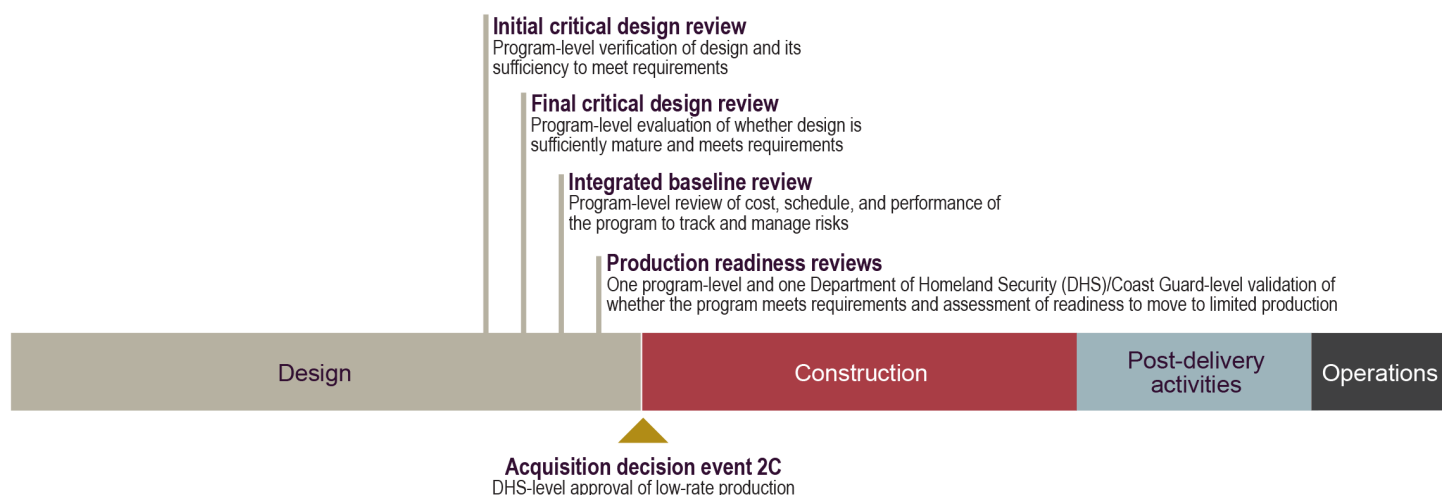 Initial critical design review
Program-level verification of design and its
sufficiency to meet requirements
Final critical design review
Program-level evaluation of whether design is
sufficiently mature and meets requirements
Integrated baseline review
Program-level review of cost, schedule, and performance of
the program to track and manage risks
Production readiness reviews
One program-level and one Department of Homeland Security (DHS)/Coast Guard-level validation of
whether the program meets requirements and assessment of readiness to move to limited production
Design
Construction
Post-delivery
activities
Operations
Acquisition decision event 2C
DHS-level approval of low-rate production